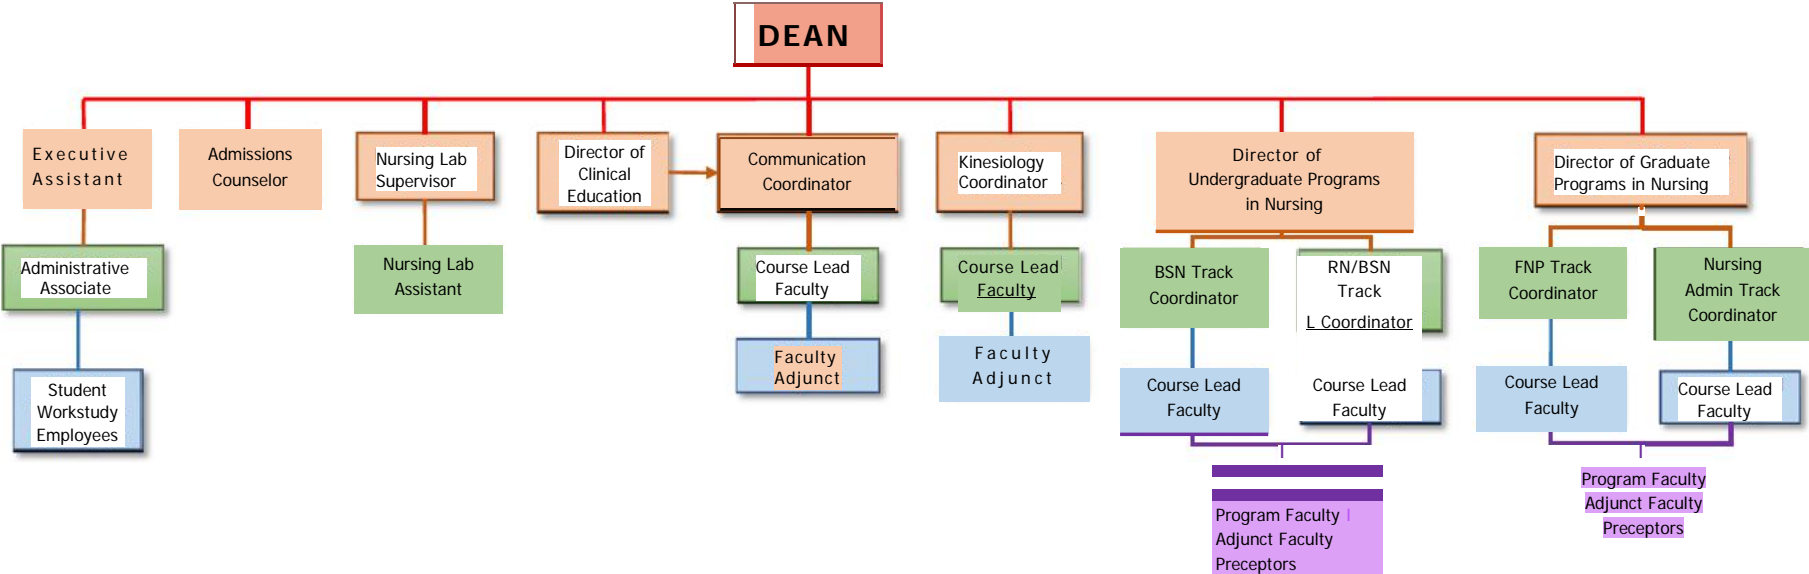 DEAN
Executive
Assistant
Admissions
Counselor
Nursing Lab
Supervisor
Director of
Clinical
Education
Communication
Coordinator
Kinesiology
Coordinator
Director of
Undergraduate Programs
in Nursing
Director of Graduate
Programs in Nursing
Administrative
Associate
Nursing Lab
Assistant
Course Lead
Faculty
Course Lead
Faculty
BSN Track
Coordinator
RN/BSN
Track
L Coordinator
FNP Track
Coordinator
Nursing
Admin Track
Coordinator
Student
Workstudy
Employees
Faculty
Adjunct
Faculty
Adjunct
Course Lead
Faculty
Course Lead
Faculty
Course Lead
Faculty
Course Lead
Faculty
Program Faculty I
Adjunct Faculty
Preceptors
Program Faculty
Adjunct Faculty
Preceptors